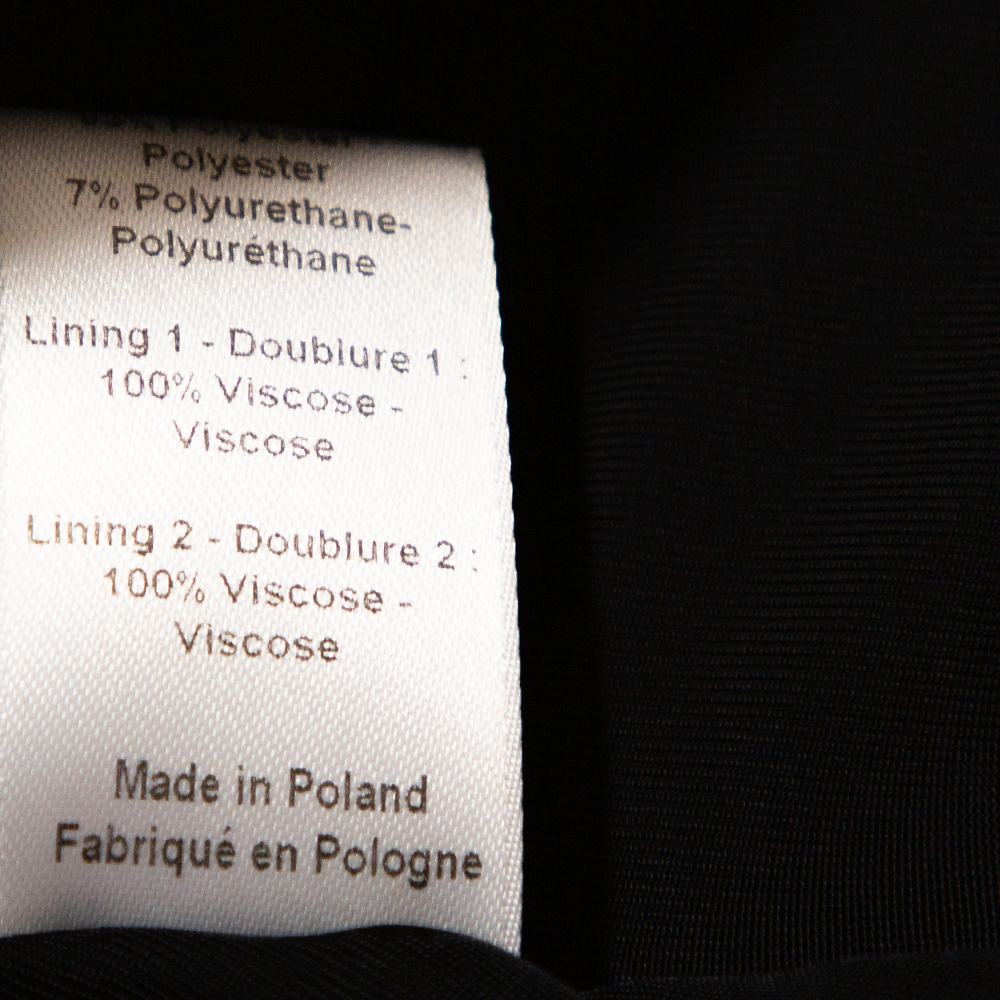 Polyester
Polyester
7% Polyurethane-
Polyuréthane
Lining 1 - Doublure 1 :
100% Viscose -
Viscose
Lining 2 - Doublure 2 :
100% Viscose -
Viscose
Made in Poland
Fabriqué en Pologne